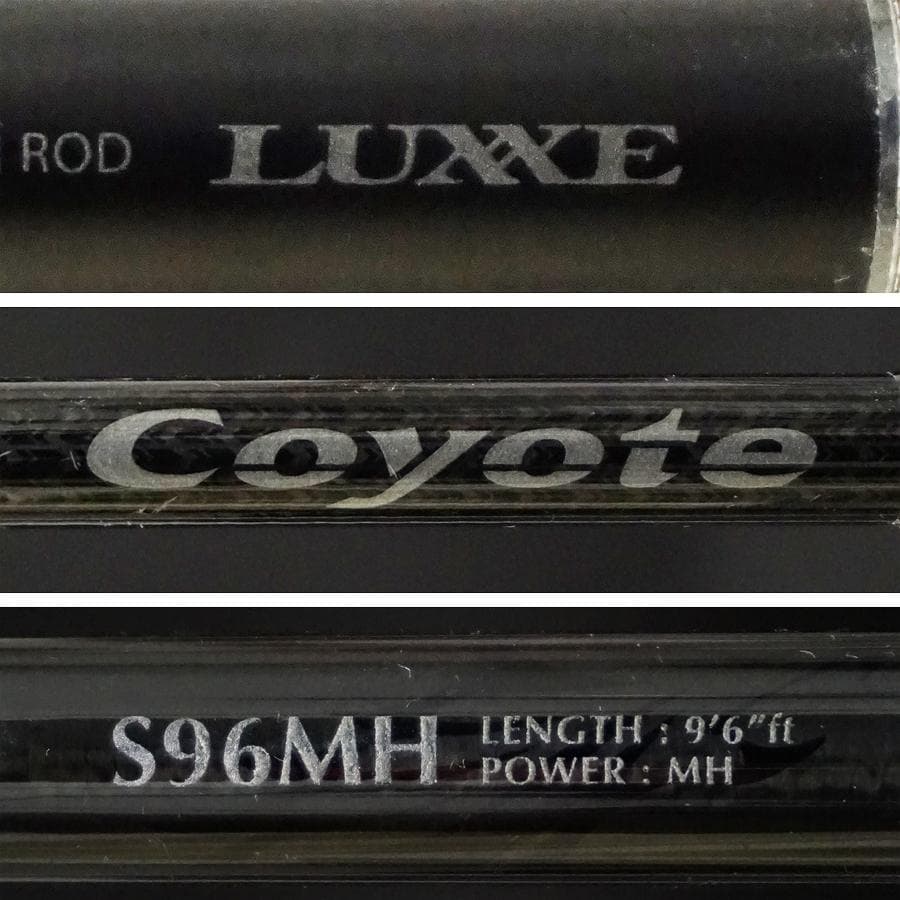 ROD LUXXE
Coyote
S96MH
LENGTH : 9'6"ft
POWER : MH